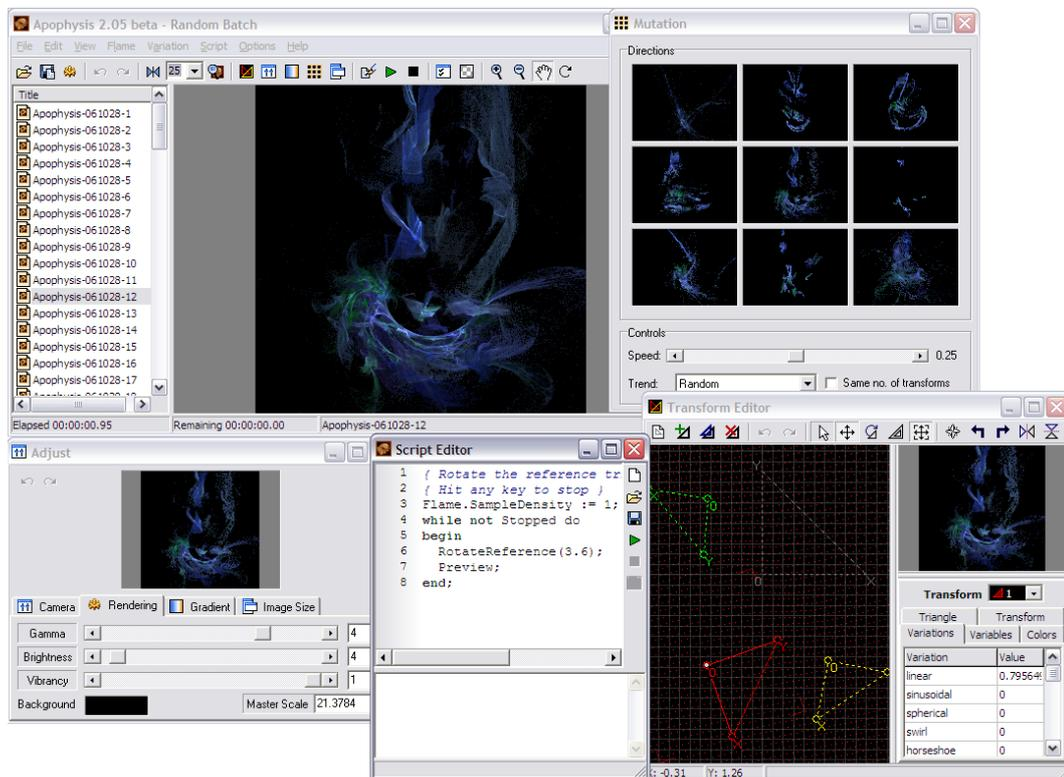 Apophysis 2.05 beta - Random Batch
File Edit View Flame Variation Script Options Help
25
Title
Apophysis-061028-1
Apophysis-061028-2
Apophysis-061028-3
Apophysis-061028-4
Apophysis-061028-5
Apophysis-061028-6
Apophysis-061028-7
Apophysis-061028-8
Apophysis-061028-9
Apophysis-061028-10
Apophysis-061028-11
Apophysis-061028-12
Apophysis-061028-13
Apophysis-061028-14
Apophysis-061028-15
Apophysis-061028-16
Apophysis-061028-17
Elapsed 00:00:00.95 Remaining 00:00:00.00 Apophysis-061028-12
Mutation
Directions
Controls
Speed: 0.25
Trend: Random Same no. of transforms
Adjust
Camera Rendering Gradient Image Size
Gamma 4
Brightness 4
Vibrancy 1
Background Master Scale 21.3784
Script Editor
1 { Rotate the reference tr
2 { Hit any key to stop }
3 Flame.SampleDensity := 1;
4 while not Stopped do
5 begin
6 RotateReference(3.6);
7 Preview;
8 end;
Transform Editor
Y
X O
Y
O X
Y
O
X
O
X
Transform 1
Triangle Transform
Variations Variables Colors
Variation Value
linear 0.79564
sinusoidal 0
spherical 0
swirl 0
horseshoe 0
X: -0.31 Y: 1.26